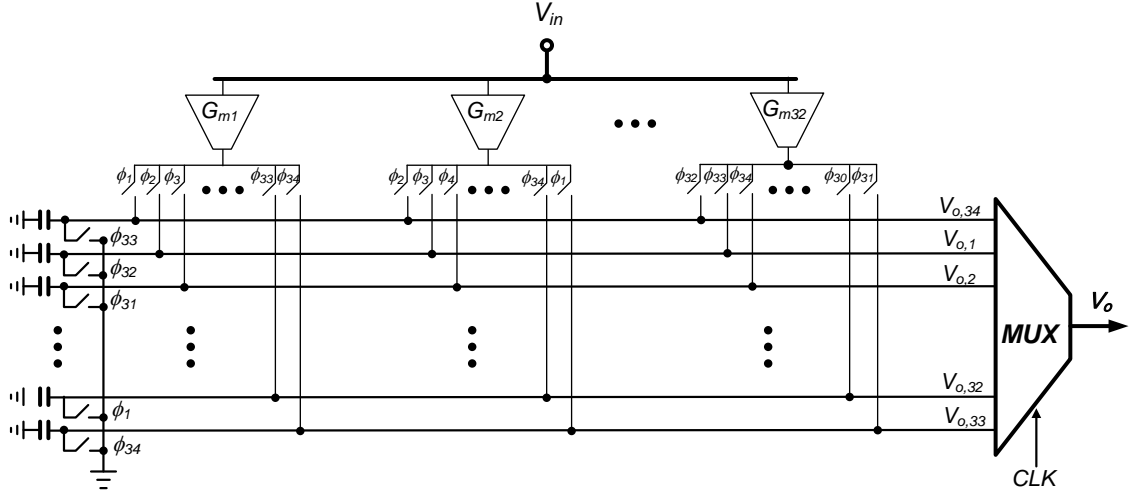 V_in
G_m1 G_m2 G_m32
ϕ_1 ϕ_2 ϕ_3 ϕ_33 ϕ_34 ϕ_2 ϕ_3 ϕ_4 ϕ_34 ϕ_1 ϕ_32 ϕ_33 ϕ_34 ϕ_30 ϕ_31
V_o,34
ϕ_33
V_o,1
ϕ_32
V_o,2
ϕ_31
V_o
MUX
V_o,32
ϕ_1
V_o,33
ϕ_34
CLK